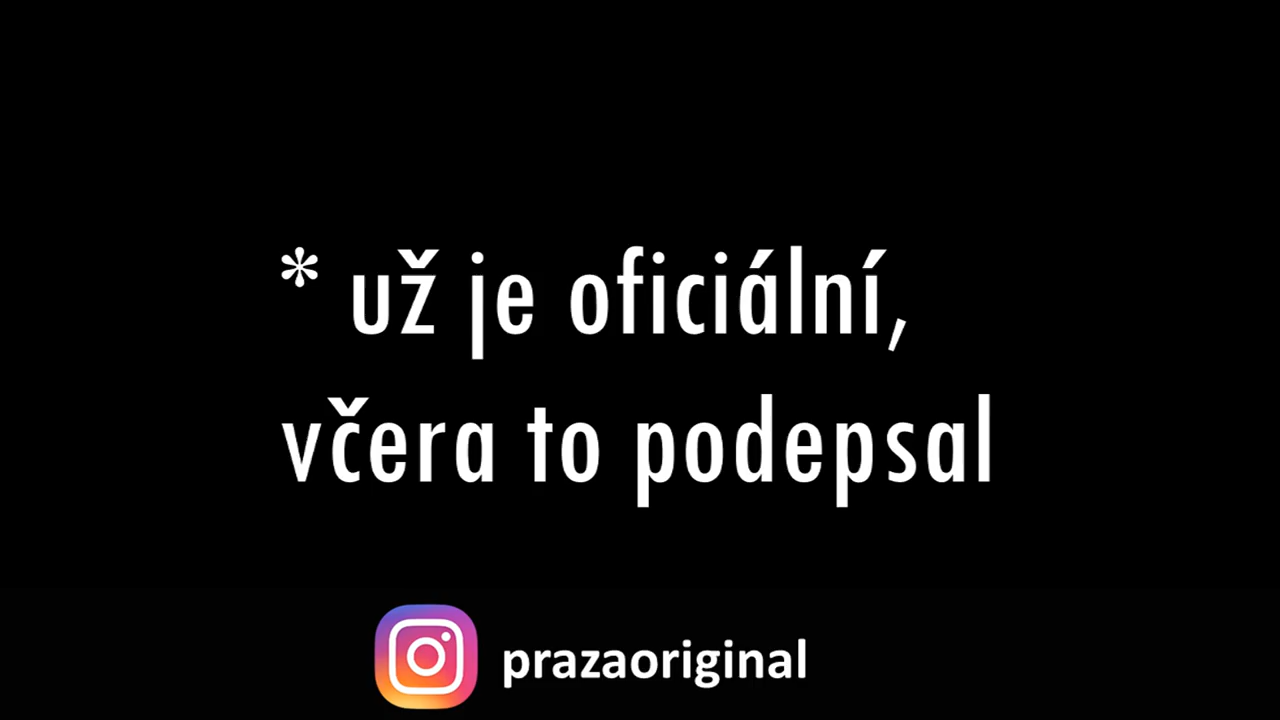 * už je oficiální,
včera to podepsal
prazaoriginal